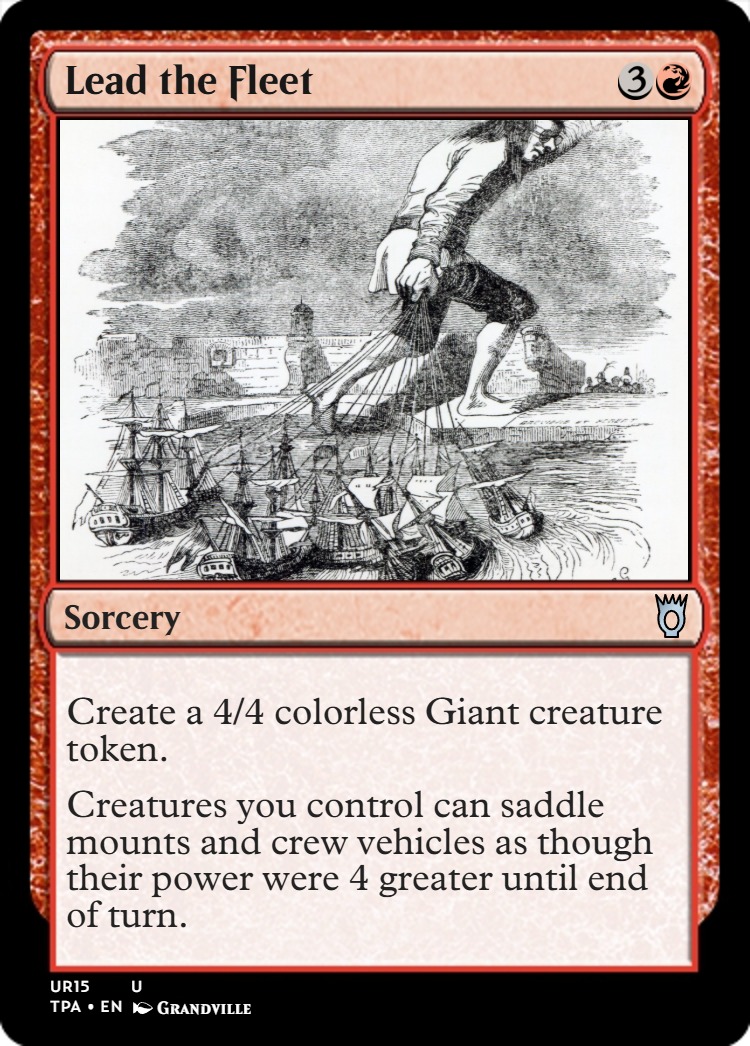 Lead the Fleet 3
Sorcery
Create a 4/4 colorless Giant creature
token.
Creatures you control can saddle
mounts and crew vehicles as though
their power were 4 greater until end
of turn.
UR15 U
TPA • EN Grandville